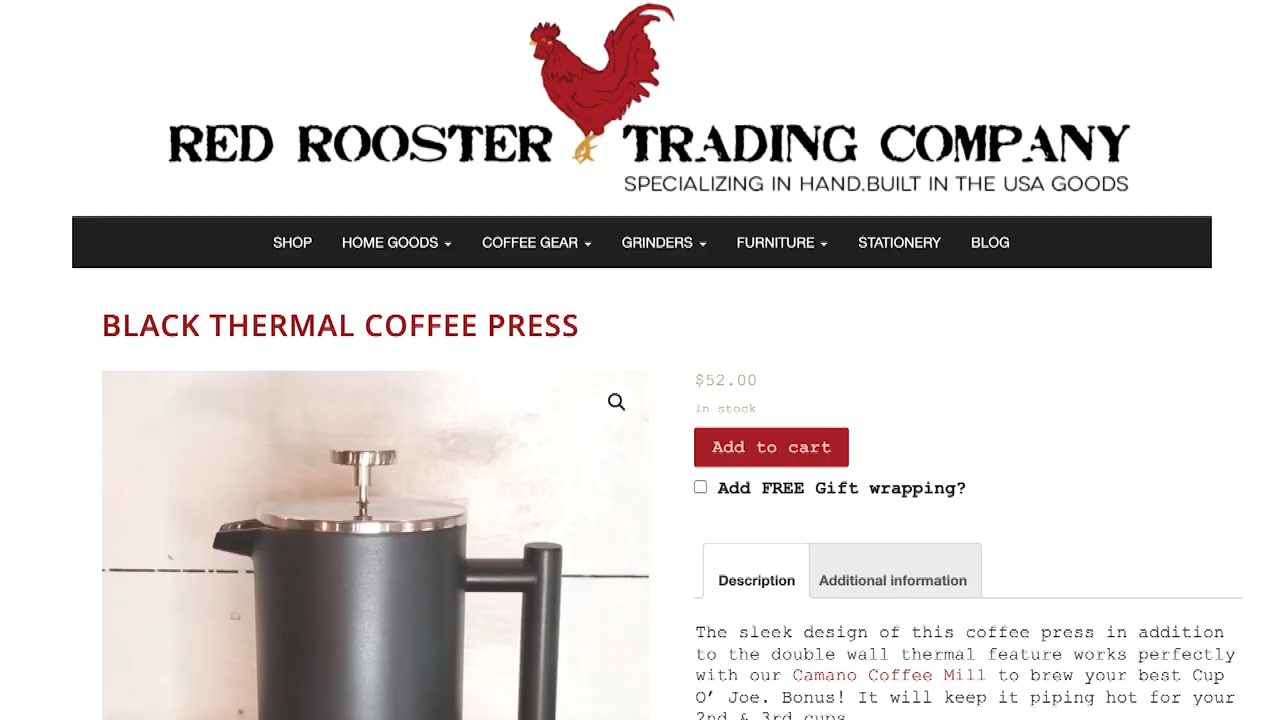 RED ROOSTER TRADING COMPANY
SPECIALIZING IN HAND.BUILT IN THE USA GOODS
SHOP HOME GOODS COFFEE GEAR GRINDERS FURNITURE STATIONERY BLOG
BLACK THERMAL COFFEE PRESS
$52.00
In stock
Add to cart
Add FREE Gift wrapping?
Description Additional information
The sleek design of this coffee press in addition
to the double wall thermal feature works perfectly
with our Camano Coffee Mill to brew your best Cup
O’ Joe. Bonus! It will keep it piping hot for your
2nd & 3rd cups.